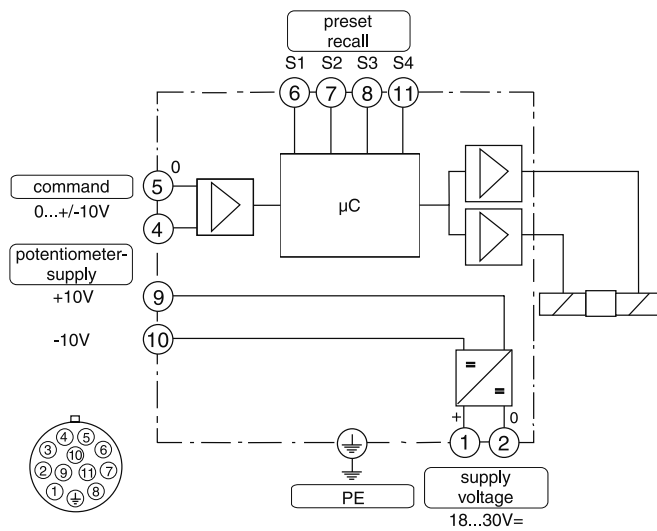 preset
recall
S1 S2 S3 S4
6 7 8 11
0
5
command
0...+/-10V
4
µC
potentiometer-
supply
+10V
9
-10V
10
=
=
+ 0
1 2
4 5
3 6
10
2 9 11 7
1 8
PE
supply
voltage
18...30V=